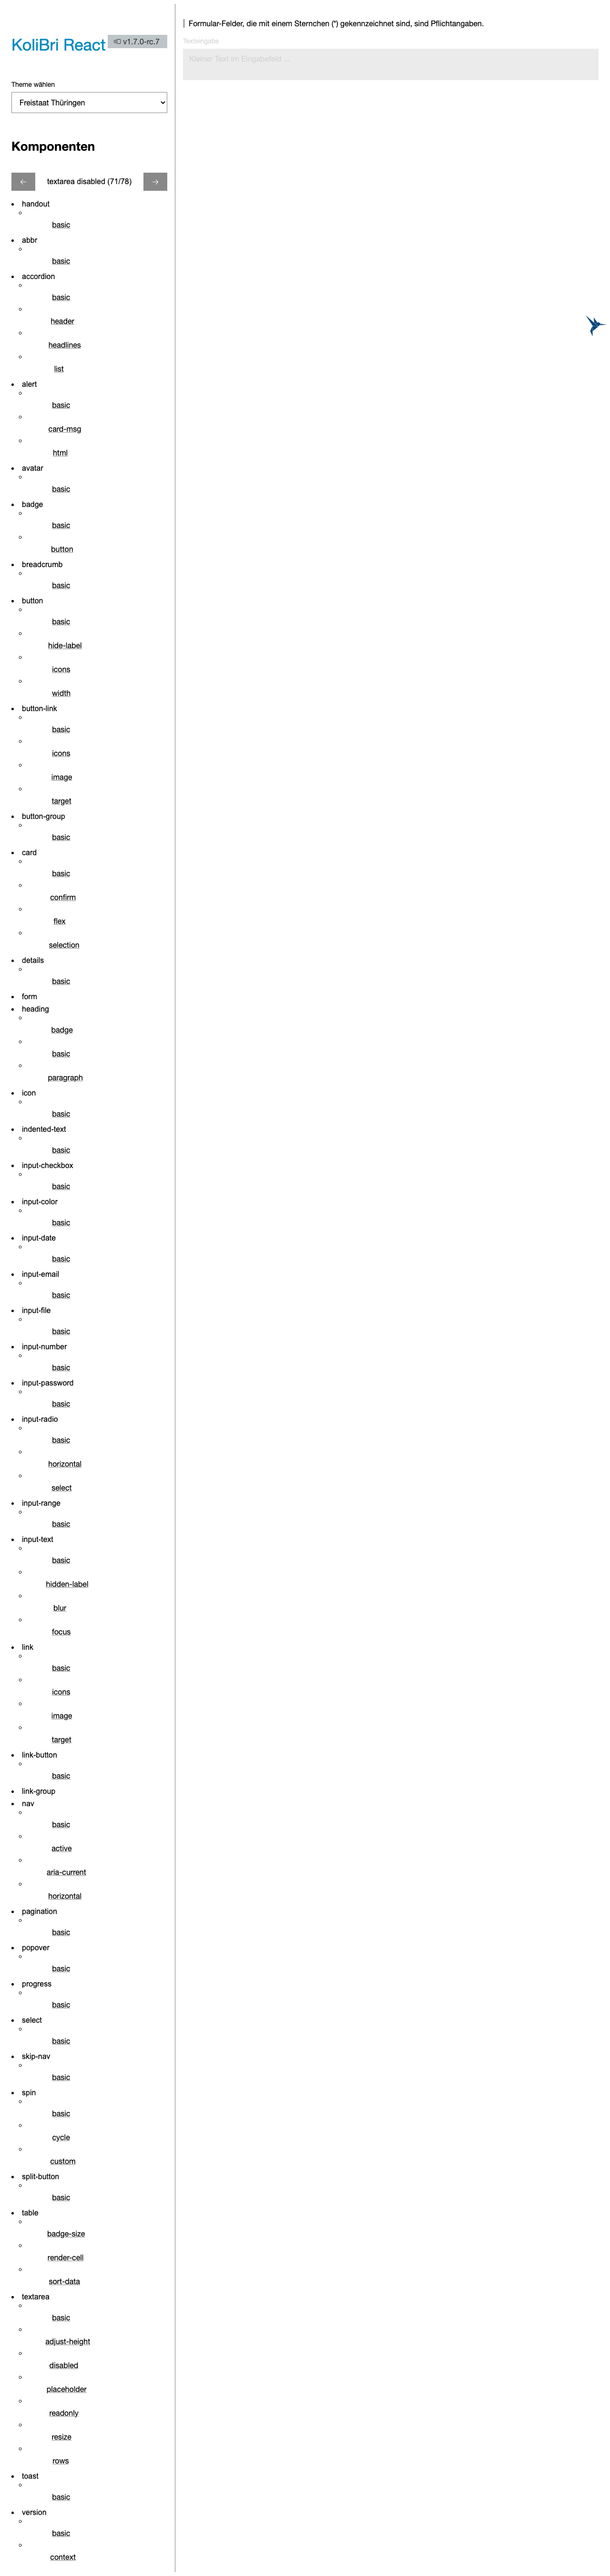 KoliBri React
v1.7.0-rc.7
Theme wählen
Freistaat Thüringen
Komponenten
← textarea disabled (71/78) →
handout
basic
abbr
basic
accordion
basic
header
headlines
list
alert
basic
card-msg
html
avatar
basic
badge
basic
button
breadcrumb
basic
button
basic
hide-label
icons
width
button-link
basic
icons
image
target
button-group
basic
card
basic
confirm
flex
selection
details
basic
form
heading
badge
basic
paragraph
icon
basic
indented-text
basic
input-checkbox
basic
input-color
basic
input-date
basic
input-email
basic
input-file
basic
input-number
basic
input-password
basic
input-radio
basic
horizontal
select
input-range
basic
input-text
basic
hidden-label
blur
focus
link
basic
icons
image
target
link-button
basic
link-group
nav
basic
active
aria-current
horizontal
pagination
basic
popover
basic
progress
basic
select
basic
skip-nav
basic
spin
basic
cycle
custom
split-button
basic
table
badge-size
render-cell
sort-data
textarea
basic
adjust-height
disabled
placeholder
readonly
resize
rows
toast
basic
version
basic
context
Formular-Felder, die mit einem Sternchen (*) gekennzeichnet sind, sind Pflichtangaben.
Texteingabe
Kleiner Text im Eingabefeld ...